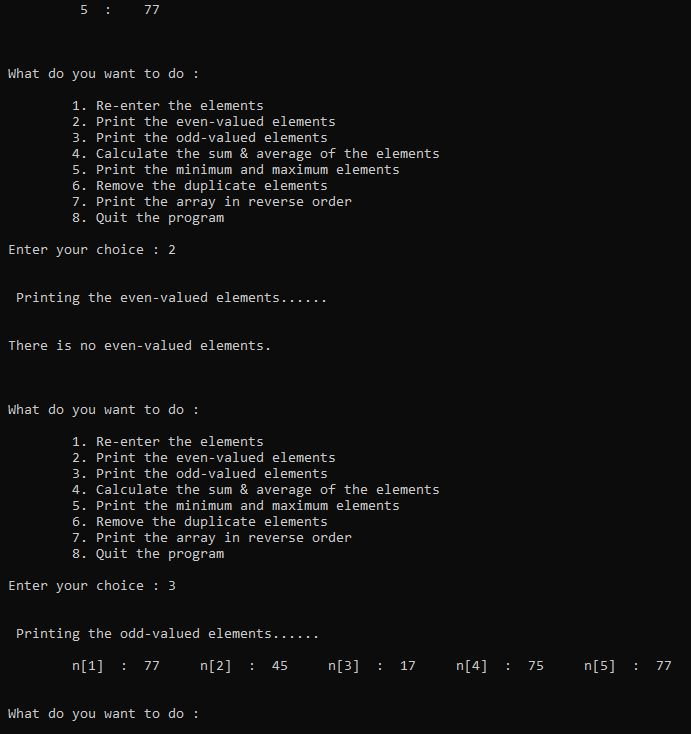 5 : 77
What do you want to do :
1. Re-enter the elements
2. Print the even-valued elements
3. Print the odd-valued elements
4. Calculate the sum & average of the elements
5. Print the minimum and maximum elements
6. Remove the duplicate elements
7. Print the array in reverse order
8. Quit the program
Enter your choice : 2
Printing the even-valued elements......
There is no even-valued elements.
What do you want to do :
1. Re-enter the elements
2. Print the even-valued elements
3. Print the odd-valued elements
4. Calculate the sum & average of the elements
5. Print the minimum and maximum elements
6. Remove the duplicate elements
7. Print the array in reverse order
8. Quit the program
Enter your choice : 3
Printing the odd-valued elements......
n[1] : 77 n[2] : 45 n[3] : 17 n[4] : 75 n[5] : 77
What do you want to do :